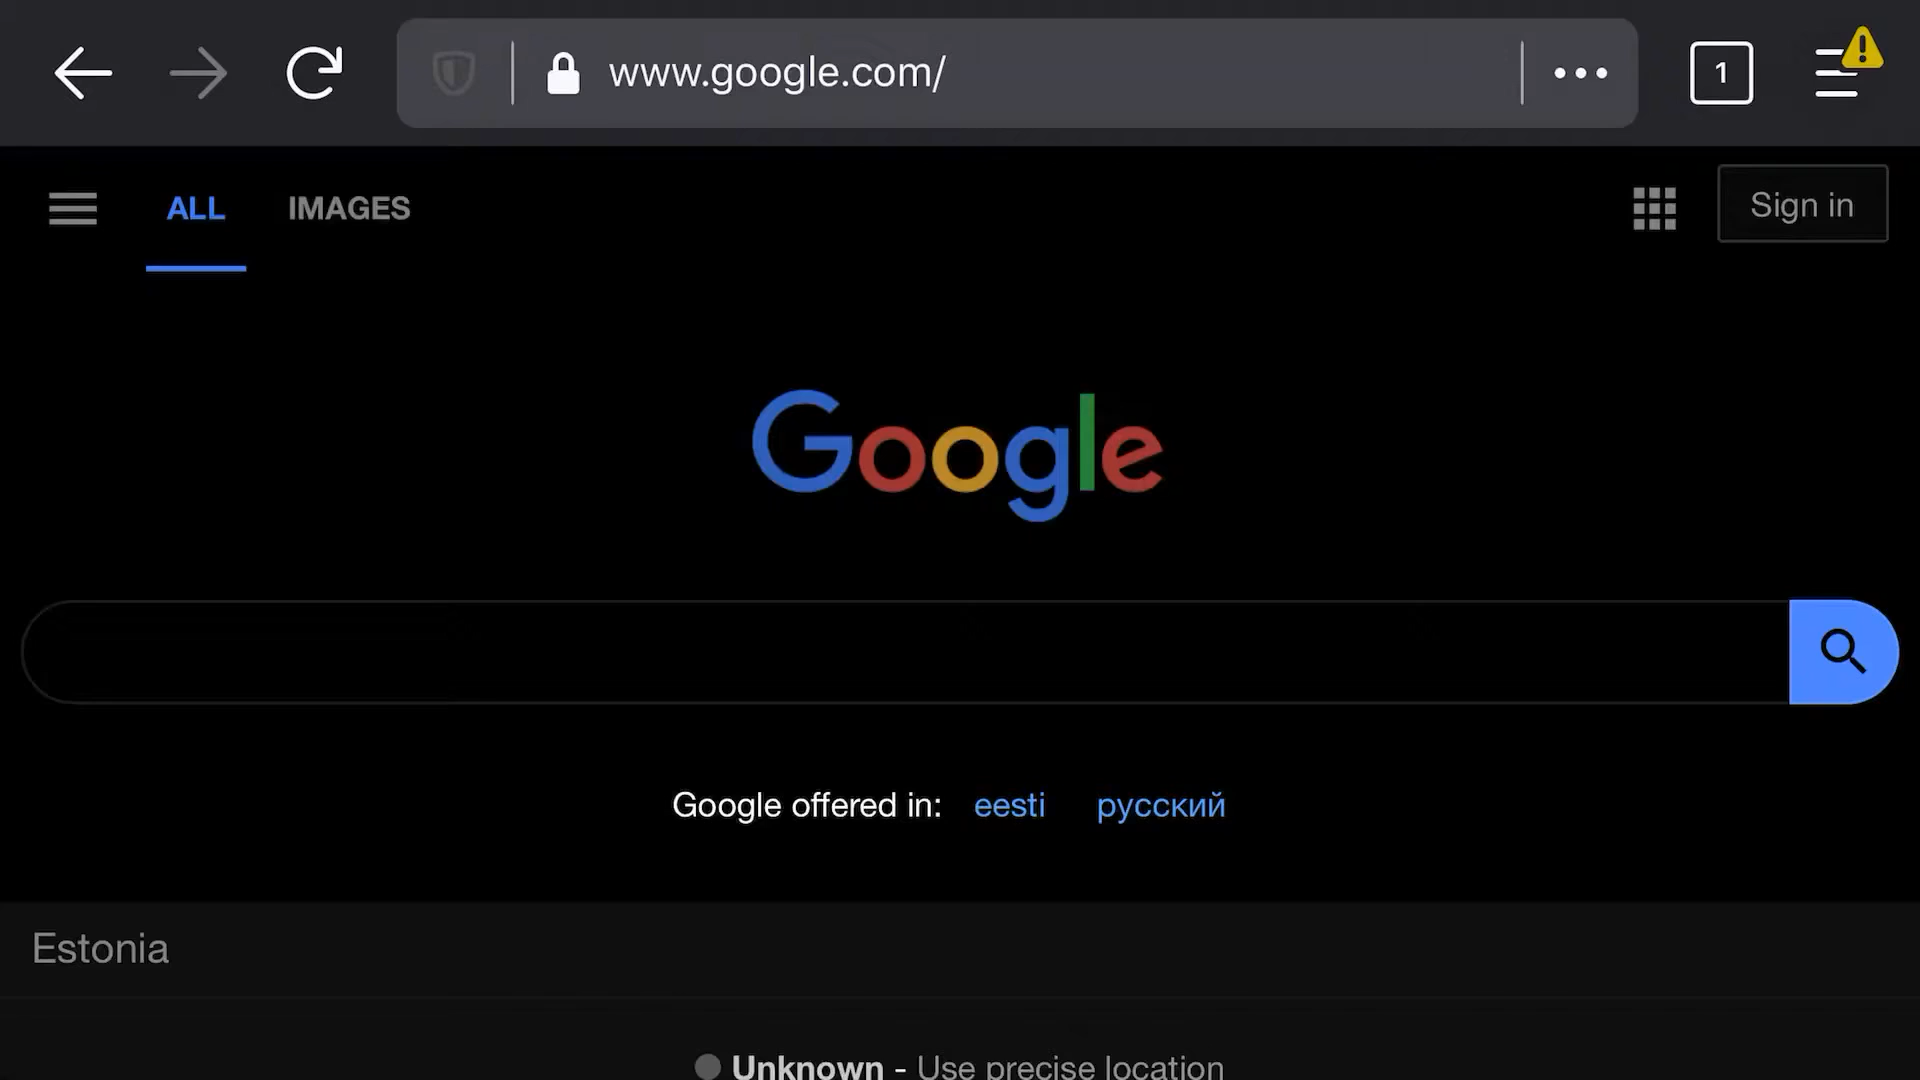 www.google.com/
1
ALL IMAGES
Sign in
Google
Google offered in: eesti русский
Estonia
Unknown - Use precise location